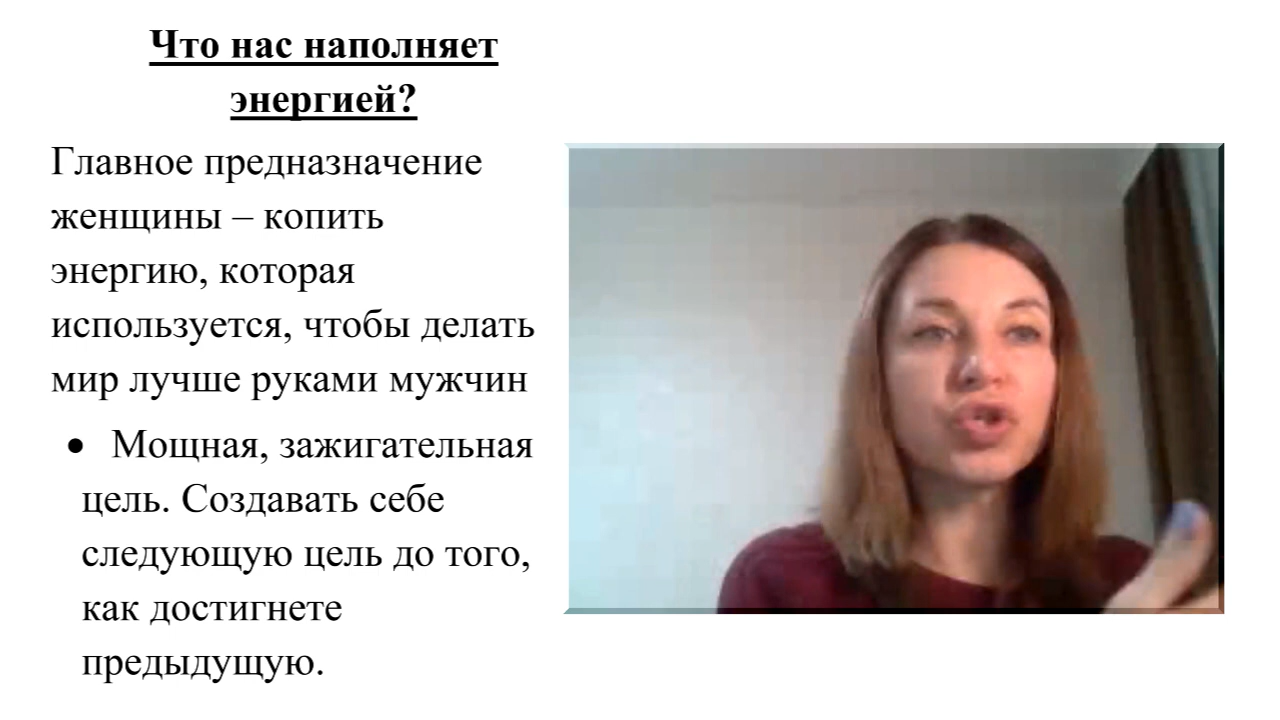 Что нас наполняет
энергией?
Главное предназначение
женщины – копить
энергию, которая
используется, чтобы делать
мир лучше руками мужчин
• Мощная, зажигательная
цель. Создавать себе
следующую цель до того,
как достигнете
предыдущую.